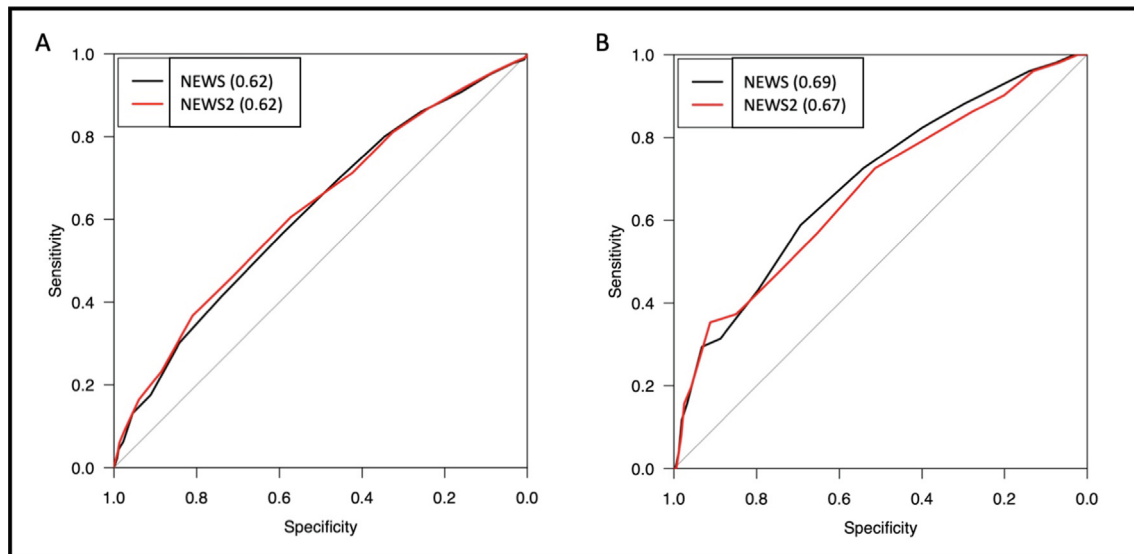 A
NEWS (0.62)
NEWS2 (0.62)
1.0
0.8
0.6
0.4
0.2
0.0
Sensitivity
1.0 0.8 0.6 0.4 0.2 0.0
Specificity
B
NEWS (0.69)
NEWS2 (0.67)
1.0
0.8
0.6
0.4
0.2
0.0
Sensitivity
1.0 0.8 0.6 0.4 0.2 0.0
Specificity